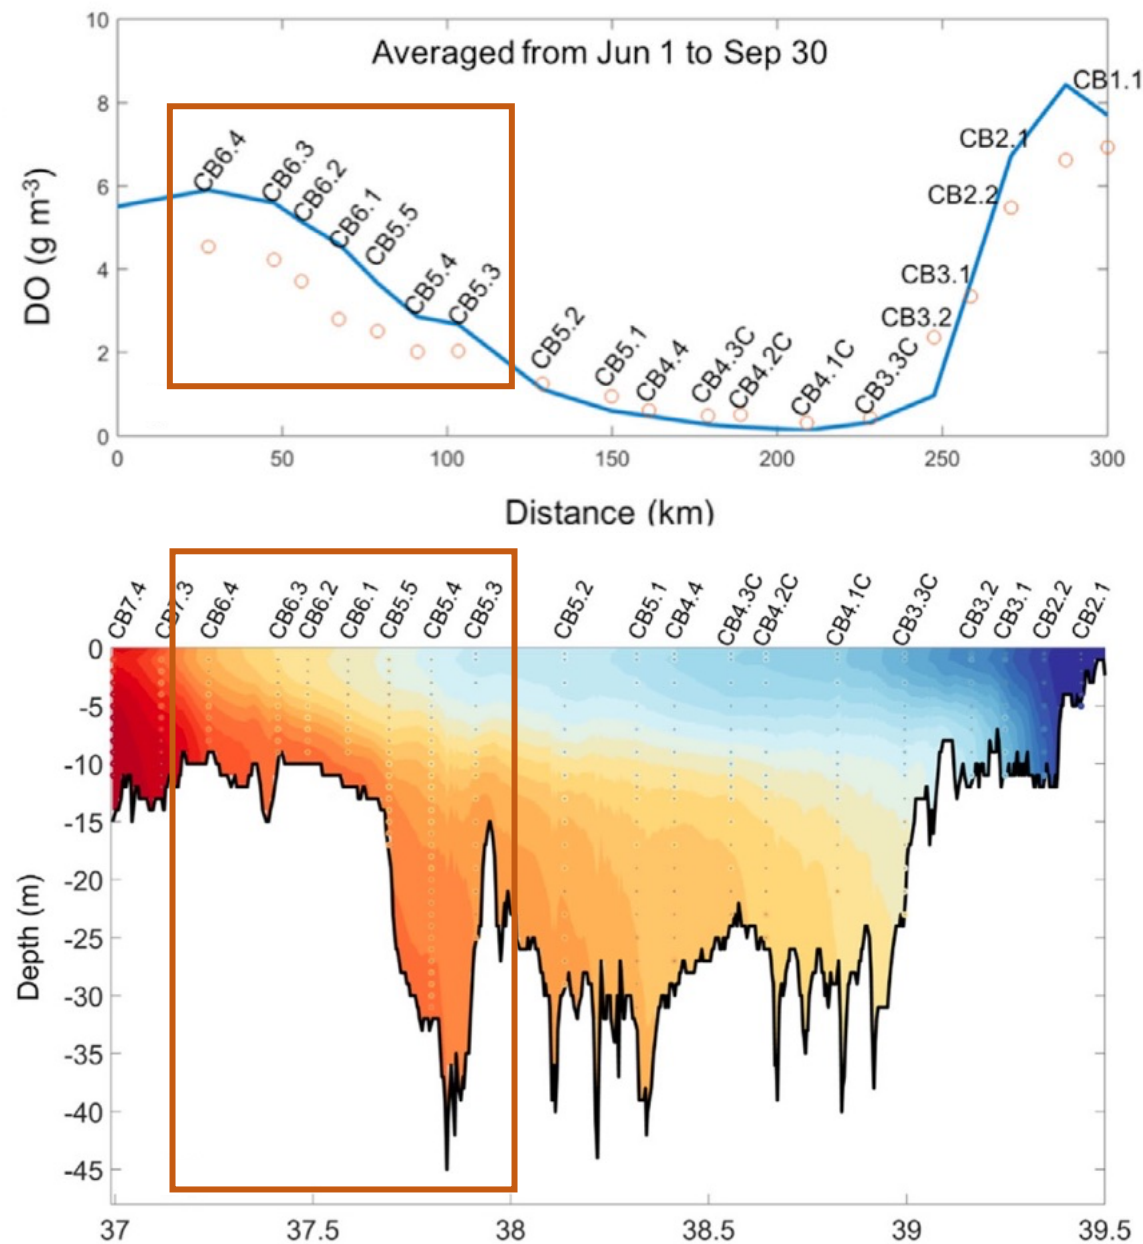 Averaged from Jun 1 to Sep 30
DO (g m-3)
10
8
6
4
2
0
CB6.4
CB6.3
CB6.2
CB6.1
CB5.5
CB5.4
CB5.3
CB5.2
CB5.1
CB4.4
CB4.3C
CB4.2C
CB4.1C
CB3.3C
CB3.2
CB3.1
CB2.2
CB2.1
CB1.1
0 50 100 150 200 250 300
Distance (km)
CB7.4 CB7.3 CB6.4 CB6.3 CB6.2 CB6.1 CB5.5 CB5.4 CB5.3 CB5.2 CB5.1 CB4.4 CB4.3C CB4.2C CB4.1C CB3.3C CB3.2 CB3.1 CB2.2 CB2.1
Depth (m)
0
-5
-10
-15
-20
-25
-30
-35
-40
-45
37 37.5 38 38.5 39 39.5